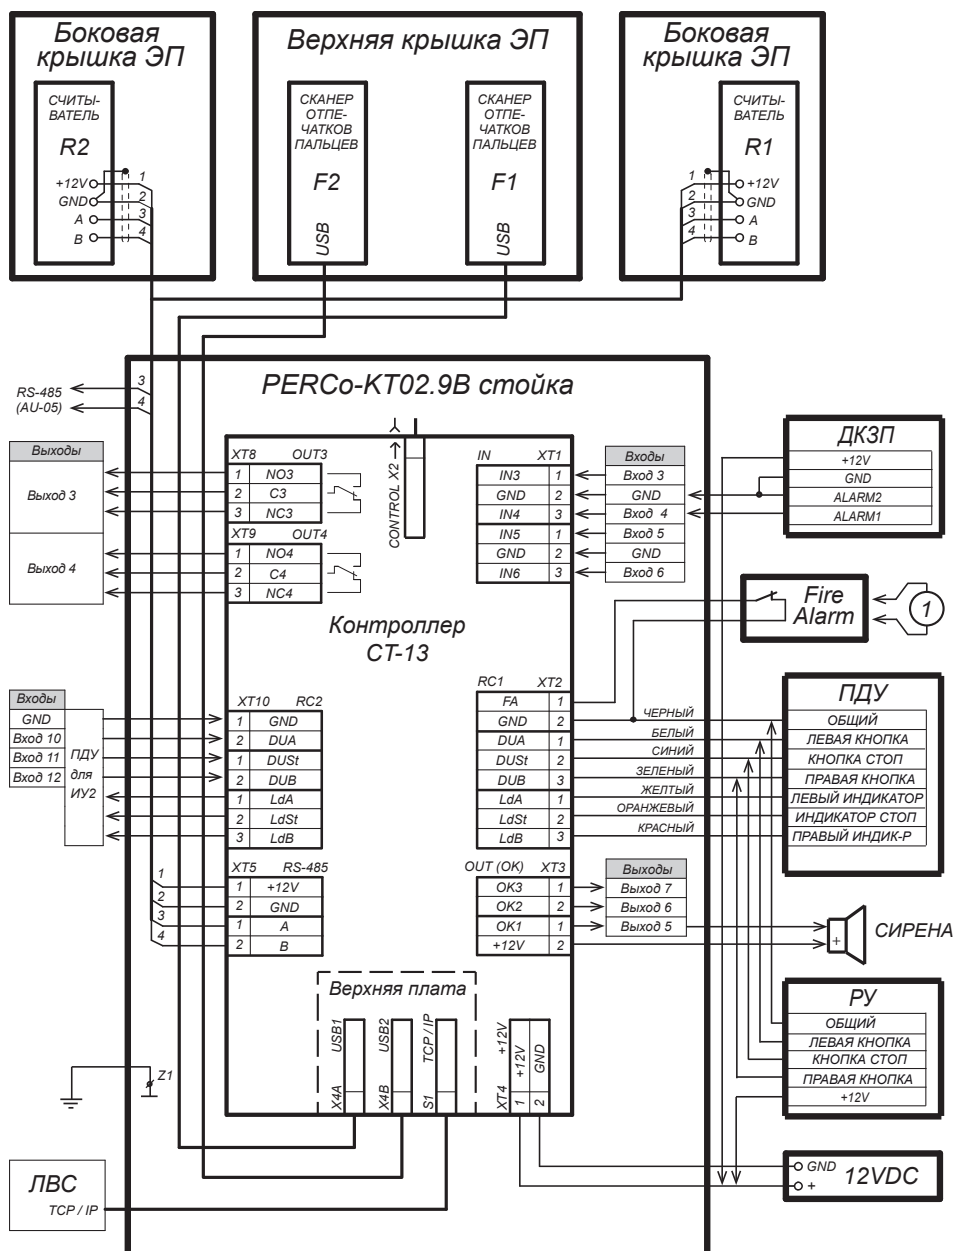 Боковая
крышка ЭП
СЧИТЫ-
ВАТЕЛЬ
R2
+12V
GND
A
B
1
2
3
4
Верхняя крышка ЭП
СКАНЕР
ОТПЕ-
ЧАТКОВ
ПАЛЬЦЕВ
F2
USB
СКАНЕР
ОТПЕ-
ЧАТКОВ
ПАЛЬЦЕВ
F1
USB
Боковая
крышка ЭП
СЧИТЫ-
ВАТЕЛЬ
R1
1
2
3
4
+12V
GND
A
B
RS-485
(AU-05)
3
4
PERCo-KT02.9B стойка
CONTROL X2
Выходы
Выход 3
Выход 4
XT8 OUT3
1 NO3
2 C3
3 NC3
XT9 OUT4
1 NO4
2 C4
3 NC4
IN XT1
IN3 1
GND 2
IN4 3
IN5 1
GND 2
IN6 3
Входы
Вход 3
GND
Вход 4
Вход 5
GND
Вход 6
ДКЗП
+12V
GND
ALARM2
ALARM1
Fire
Alarm
1
Контроллер
CT-13
Входы
GND
Вход 10
Вход 11
Вход 12
ПДУ
для
ИУ2
XT10 RC2
1 GND
2 DUA
1 DUSt
2 DUB
1 LdA
2 LdSt
3 LdB
RC1 XT2
FA 1
GND 2
DUA 1
DUSt 2
DUB 3
LdA 1
LdSt 2
LdB 3
ЧЕРНЫЙ
БЕЛЫЙ
СИНИЙ
ЗЕЛЕНЫЙ
ЖЕЛТЫЙ
ОРАНЖЕВЫЙ
КРАСНЫЙ
ПДУ
ОБЩИЙ
ЛЕВАЯ КНОПКА
КНОПКА СТОП
ПРАВАЯ КНОПКА
ЛЕВЫЙ ИНДИКАТОР
ИНДИКАТОР СТОП
ПРАВЫЙ ИНДИК-Р
1
2
3
4
XT5 RS-485
1 +12V
2 GND
1 A
2 B
OUT (OK) XT3
OK3 1
OK2 2
OK1 1
+12V 2
Выходы
Выход 7
Выход 6
Выход 5
+
СИРЕНА
Верхняя плата
X4A USB1
X4B USB2
S1 TCP / IP
XT4 +12V
1 +12V
2 GND
РУ
ОБЩИЙ
ЛЕВАЯ КНОПКА
КНОПКА СТОП
ПРАВАЯ КНОПКА
+12V
Z1
ЛВС
TCP / IP
GND
+
12VDC